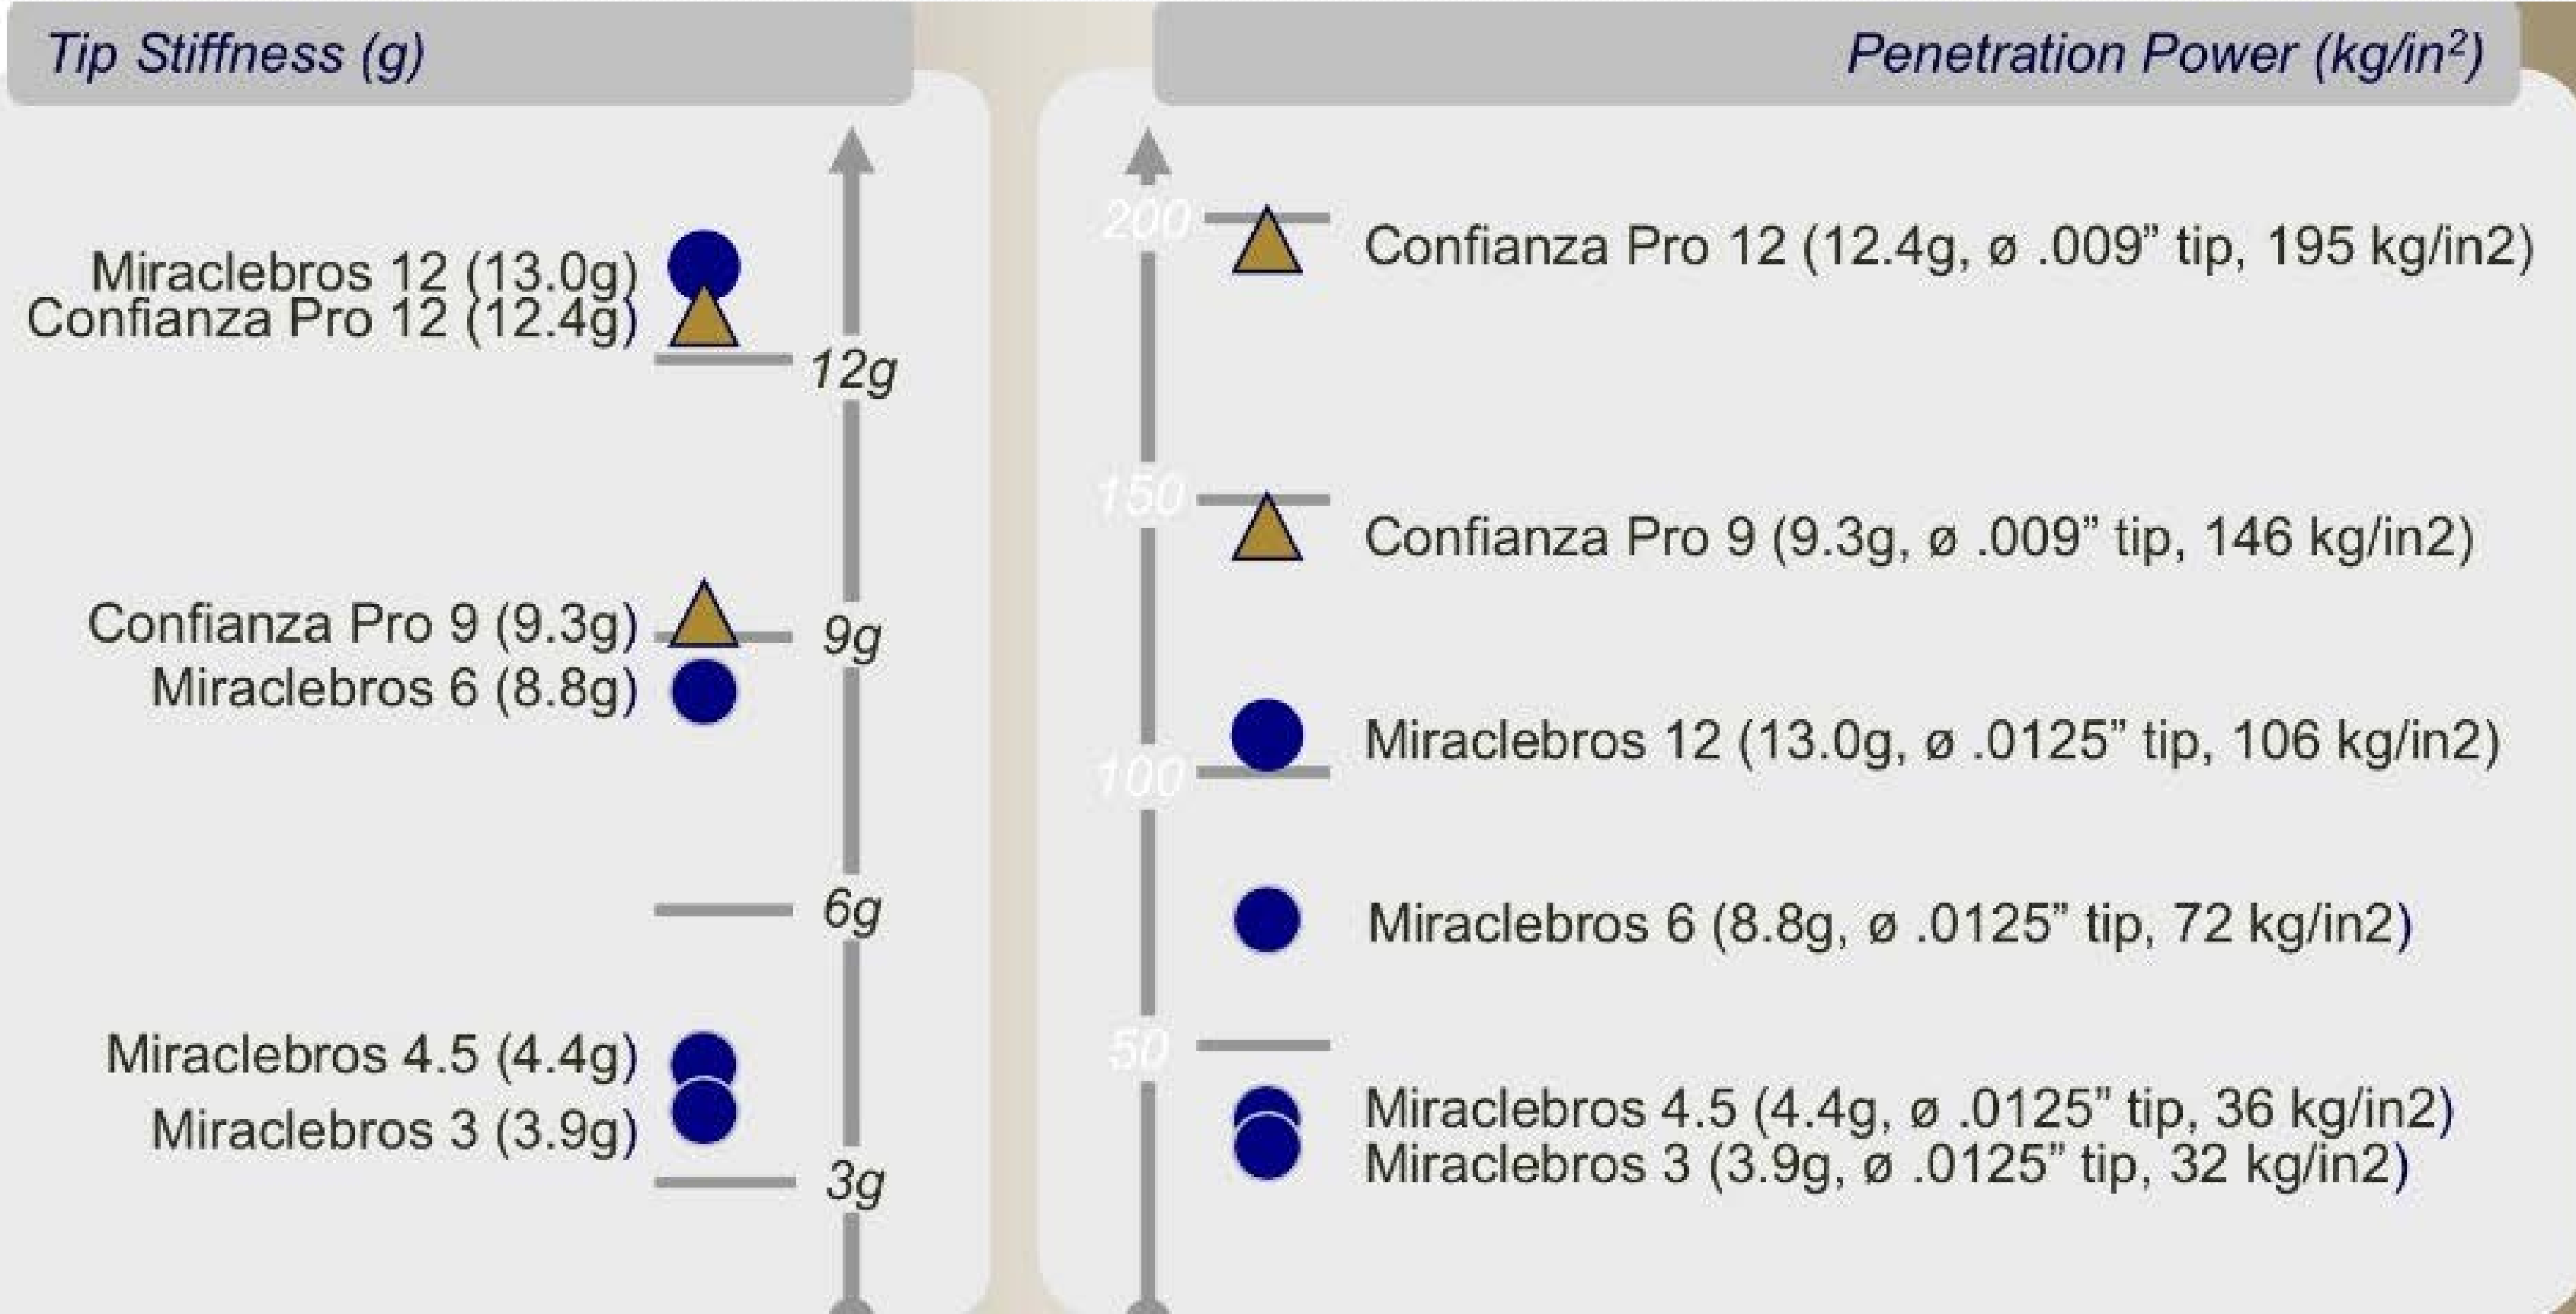 Tip Stiffness (g)
Miraclebros 12 (13.0g)
Confianza Pro 12 (12.4g)
12g
Confianza Pro 9 (9.3g)
9g
Miraclebros 6 (8.8g)
6g
Miraclebros 4.5 (4.4g)
Miraclebros 3 (3.9g)
3g
Penetration Power (kg/in²)
200
Confianza Pro 12 (12.4g, ø .009” tip, 195 kg/in2)
150
Confianza Pro 9 (9.3g, ø .009” tip, 146 kg/in2)
Miraclebros 12 (13.0g, ø .0125” tip, 106 kg/in2)
100
Miraclebros 6 (8.8g, ø .0125” tip, 72 kg/in2)
50
Miraclebros 4.5 (4.4g, ø .0125” tip, 36 kg/in2)
Miraclebros 3 (3.9g, ø .0125” tip, 32 kg/in2)